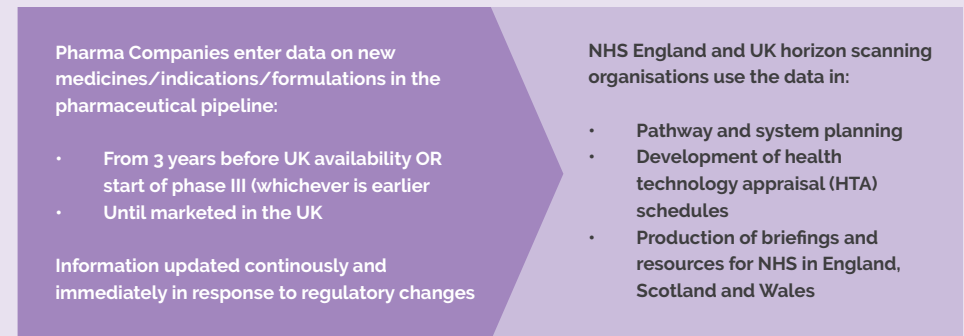 Pharma Companies enter data on new
medicines/indications/formulations in the
pharmaceutical pipeline:
• From 3 years before UK availability OR
start of phase III (whichever is earlier
• Until marketed in the UK
Information updated continously and
immediately in response to regulatory changes
NHS England and UK horizon scanning
organisations use the data in:
• Pathway and system planning
• Development of health
technology appraisal (HTA)
schedules
• Production of briefings and
resources for NHS in England,
Scotland and Wales